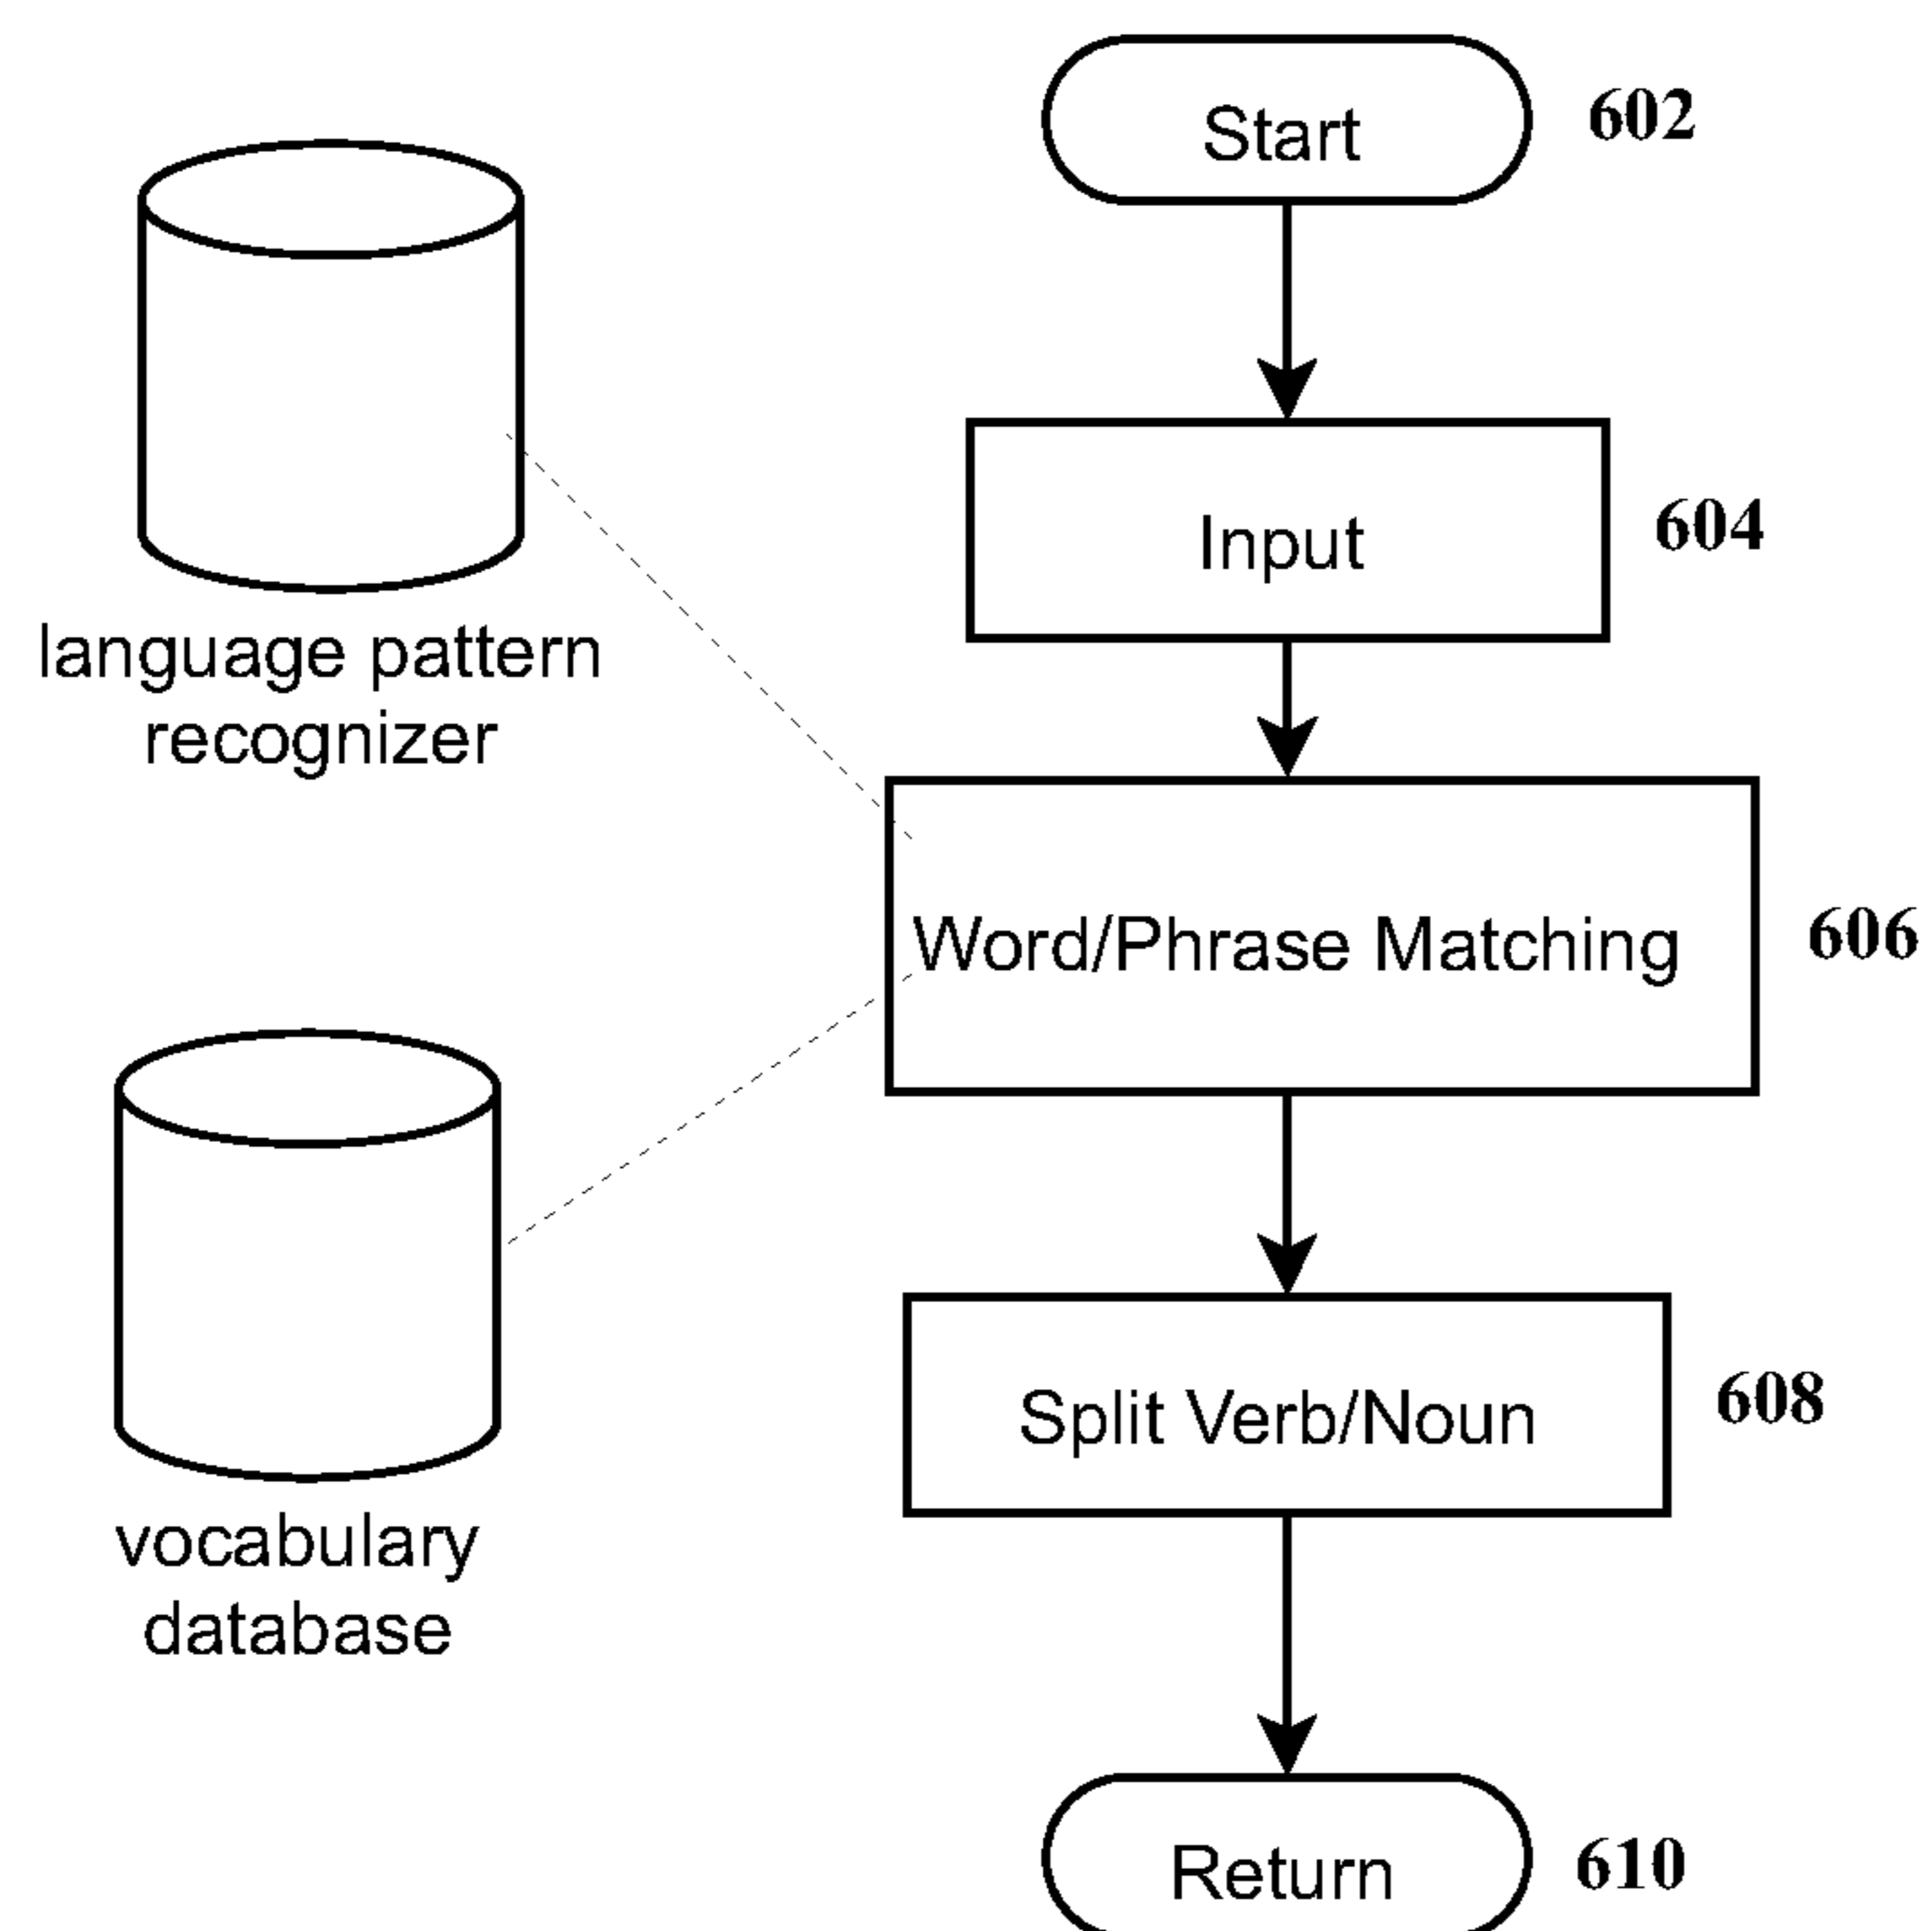 Start
602
Input
604
language pattern
recognizer
Word/Phrase Matching
606
Split Verb/Noun
608
vocabulary
database
Return
610